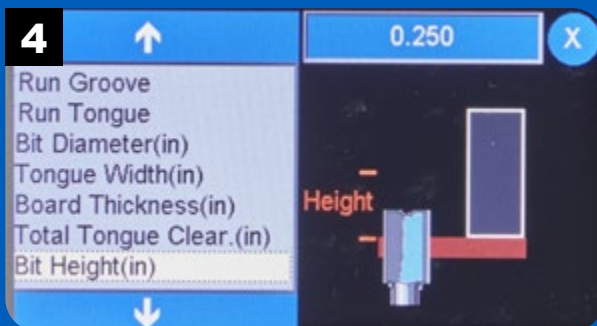 4
0.250
X
Run Groove
Run Tongue
Bit Diameter(in)
Tongue Width(in)
Board Thickness(in)
Total Tongue Clear.(in)
Bit Height(in)
Height